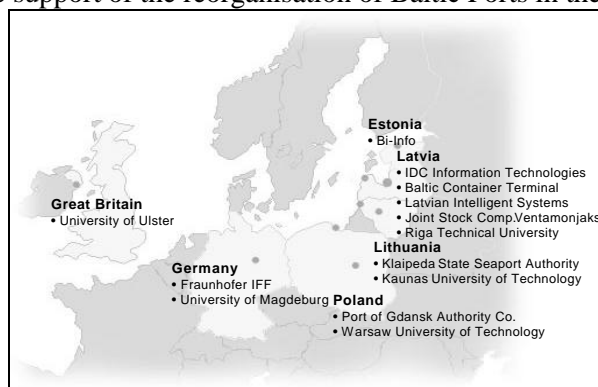 support of the reorganisation of Baltic Ports in the
Estonia
• Bi-Info
Latvia
• IDC Information Technologies
• Baltic Container Terminal
• Latvian Intelligent Systems
• Joint Stock Comp.Ventamonjaks
• Riga Technical University
Great Britain
• University of Ulster
Lithuania
• Klaipeda State Seaport Authority
• Kaunas University of Technology
Germany
• Fraunhofer IFF
• University of Magdeburg
Poland
• Port of Gdansk Authority Co.
• Warsaw University of Technology